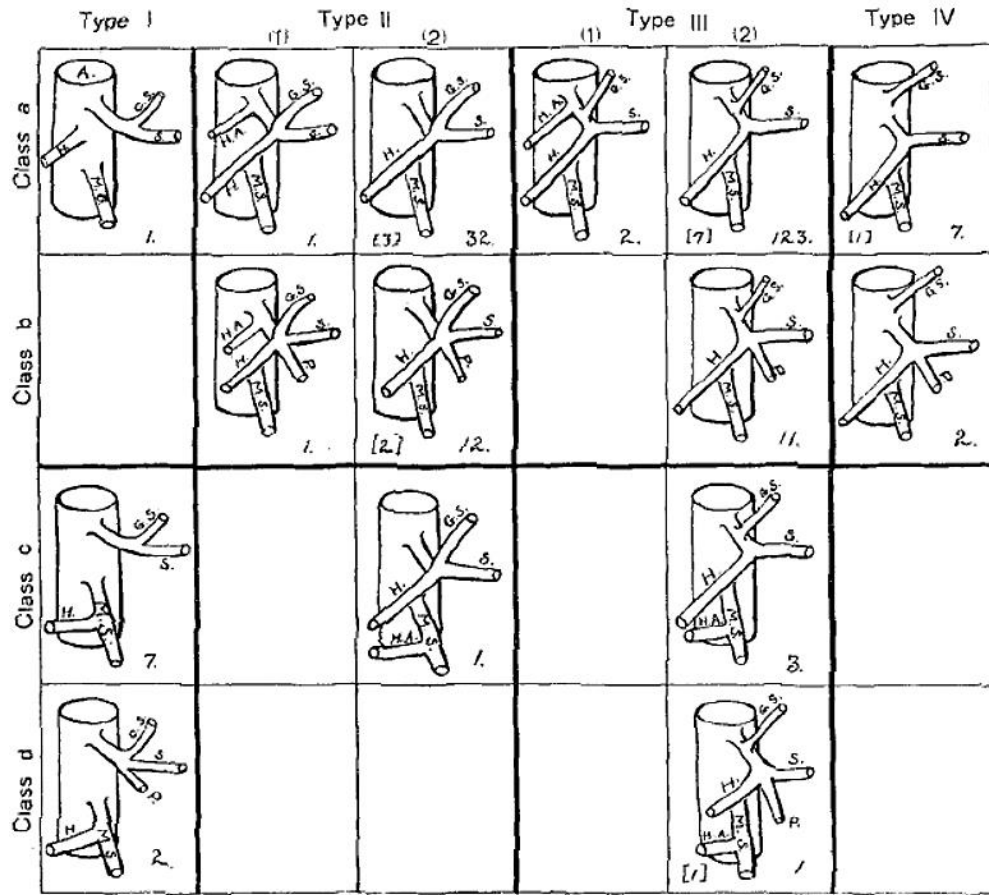 Type I Type II Type III Type IV
(1) (2) (1) (2)
Class a
A.
G.S.
S.
H.
M.S.
1.
G.S.
S.
H.A.
H.
M.S.
1.
G.S.
S.
H.
M.S.
[3] 32.
H.A.
G.S.
S.
H.
M.S.
2.
G.S.
S.
H.
M.S.
[7] 123.
G.S.
S.
H.
M.S.
[1] 7.
Class b
G.S.
H.A.
S.
H.
P.
M.S.
1.
G.S.
S.
H.
P.
M.S.
[2] 12.
G.S.
S.
H.
P.
M.S.
11.
G.S.
S.
H.
P.
M.S.
2.
Class c
G.S.
S.
H.
M.S.
7.
G.S.
S.
H.
M.S.
H.A.
1.
G.S.
S.
H.
H.A.
M.S.
3.
Class d
G.S.
S.
P.
H.
M.S.
2.
G.S.
S.
H.
P.
H.A.
M.S.
[1] 1